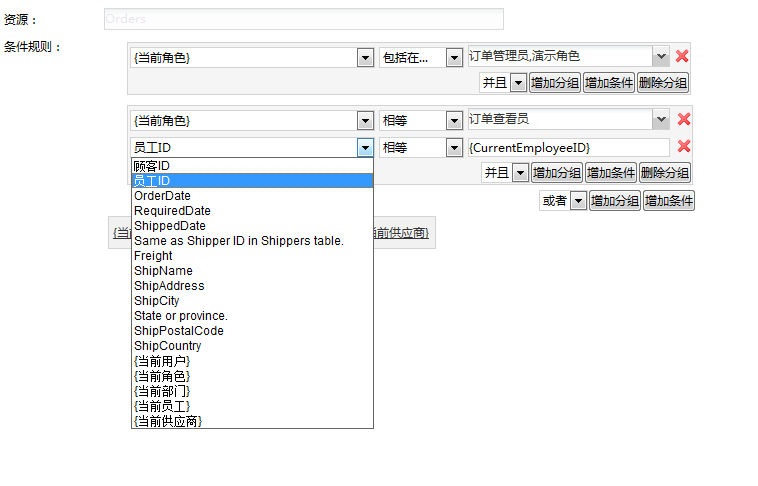 资源： Orders
条件规则：
{当前角色} 包括在... 订单管理员,演示角色
并且 增加分组 增加条件 删除分组
{当前角色} 相等 订单查看员
员工ID 相等 {CurrentEmployeeID}
并且 增加分组 增加条件 删除分组
或者 增加分组 增加条件
顾客ID
员工ID
OrderDate
RequiredDate
ShippedDate
Same as Shipper ID in Shippers table.
Freight
ShipName
ShipAddress
ShipCity
State or province.
ShipPostalCode
ShipCountry
{当前用户}
{当前角色}
{当前部门}
{当前员工}
{当前供应商}
{当 当前供应商}